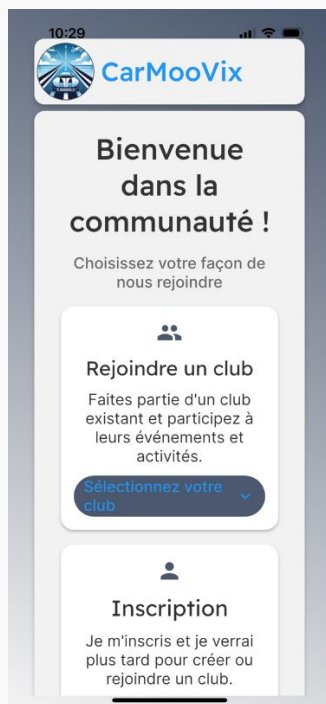 10:29
CarMooVix
Bienvenue
dans la
communauté !
Choisissez votre façon de
nous rejoindre
Rejoindre un club
Faites partie d'un club
existant et participez à
leurs événements et
activités.
Sélectionnez votre
club
Inscription
Je m'inscris et je verrai
plus tard pour créer ou
rejoindre un club.